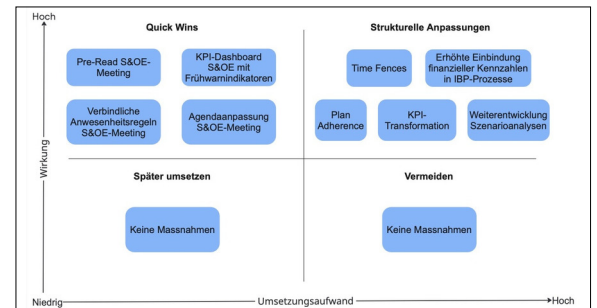 Hoch
Quick Wins
Strukturelle Anpassungen
Pre-Read S&OE-
Meeting
KPI-Dashboard
S&OE mit
Frühwarnindikatoren
Time Fences
Erhöhte Einbindung
finanzieller Kennzahlen
in IBP-Prozesse
Verbindliche
Anwesenheitsregeln
S&OE-Meeting
Agendaanpassung
S&OE-Meeting
Plan
Adherence
KPI-
Transformation
Weiterentwicklung
Szenarioanalysen
Wirkung
Später umsetzen
Vermeiden
Keine Massnahmen
Keine Massnahmen
Niedrig
Umsetzungsaufwand
Hoch